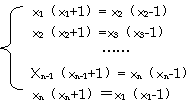 x₁（x₁+1）= x₂（x₂-1）
x₂（x₂+1）=x₃（x₃-1）
……
Xₙ₋₁（xₙ₋₁+1）= xₙ（xₙ-1）
xₙ（xₙ+1）＝x₁（x₁-1）